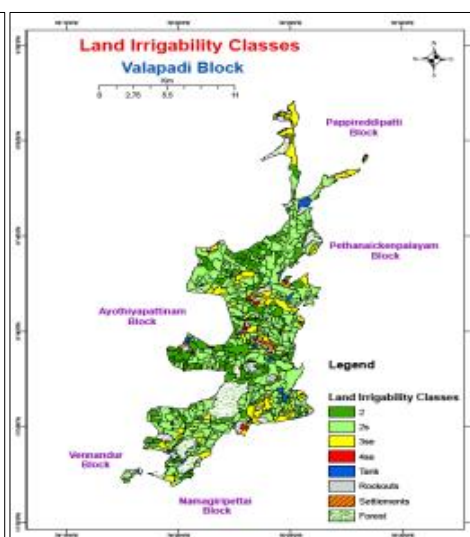 Land Irrigability Classes
Valapadi Block
Km
0 2.75 5.5 11
Pappireddipatti
Block
Pethanaickenpalayam
Block
Ayothiyapattinam
Block
Legend
Land Irrigability Classes
2
2s
3se
4se
Tank
Rockouts
Settlements
Forest
Vennandur
Block
Namagiripettai
Block